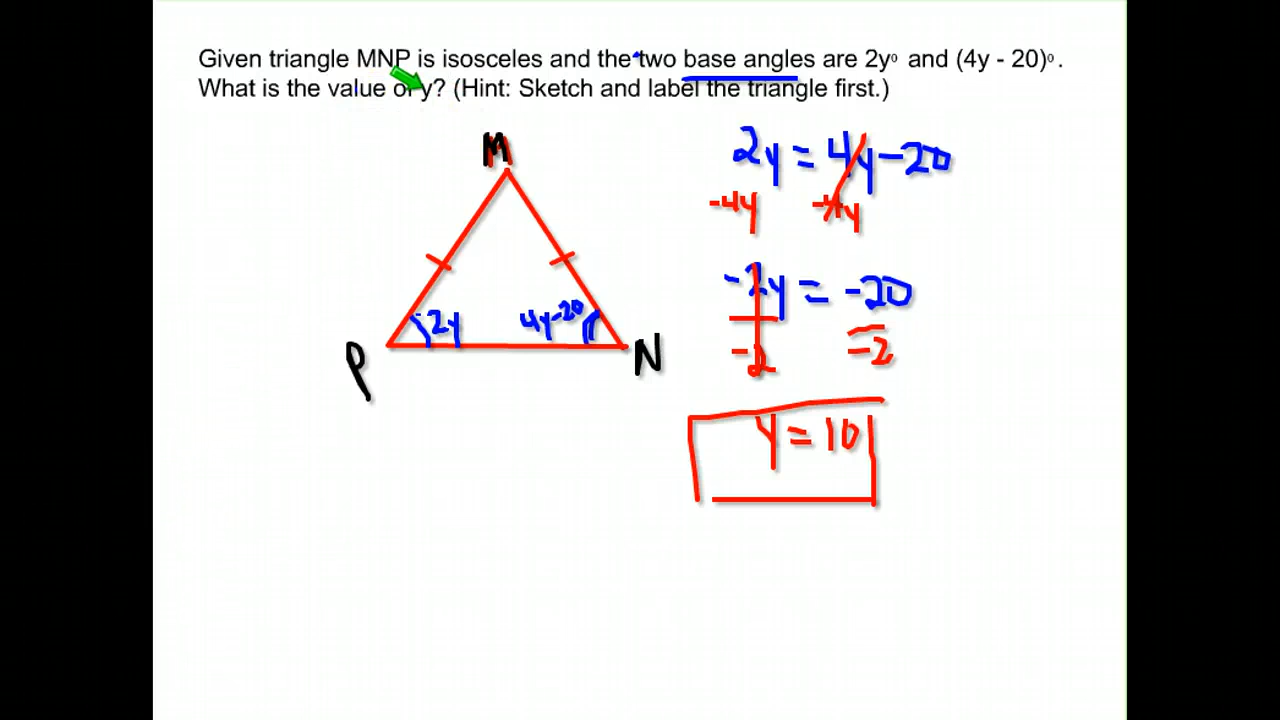 Given triangle MNP is isosceles and the two base angles are 2yº and (4y - 20)º.
What is the value of y? (Hint: Sketch and label the triangle first.)
M
2y = 4y - 20
-4y -4y
-2y = -20
2y 4y-20
P N
-2 -2
y = 10